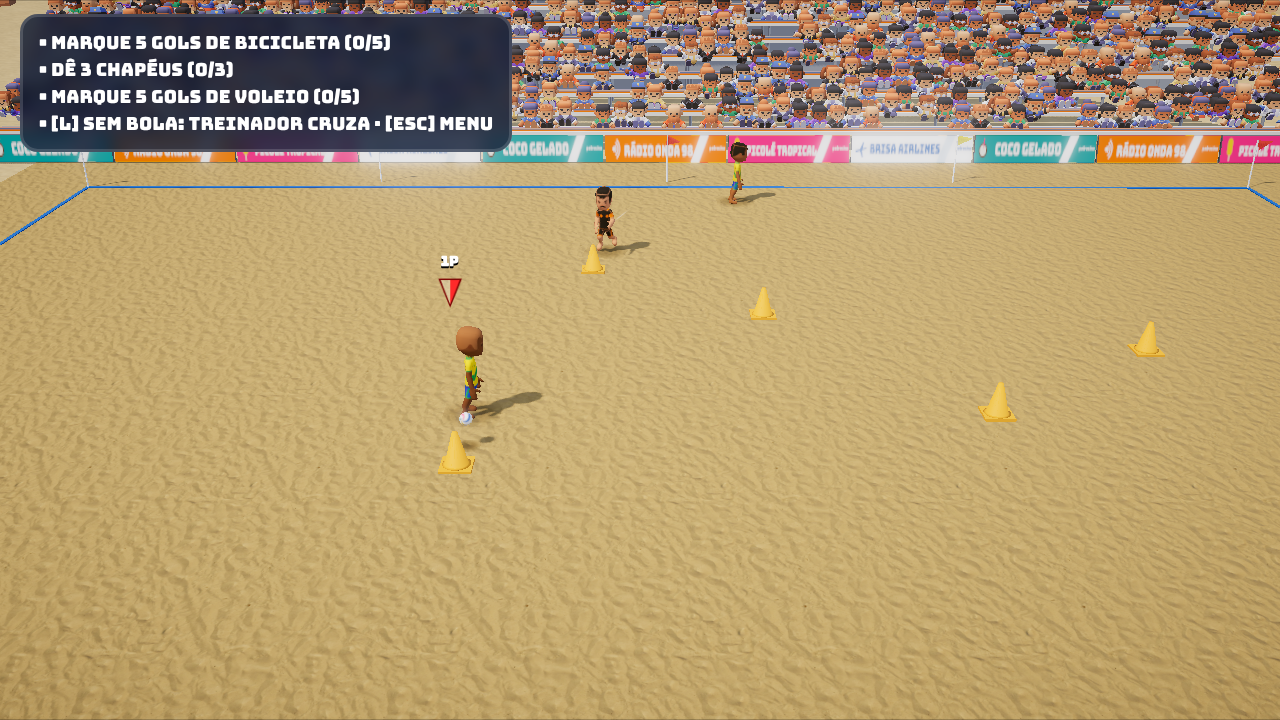 ▪ MARQUE 5 GOLS DE BICICLETA (0/5)
▪ DÊ 3 CHAPÉUS (0/3)
▪ MARQUE 5 GOLS DE VOLEIO (0/5)
▪ [L] SEM BOLA: TREINADOR CRUZA · [ESC] MENU
COCO GELADO RÁDIO ONDA 98 PICOLÉ TROPICAL BRISA AIRLINES COCO GELADO RÁDIO ONDA 98
1P